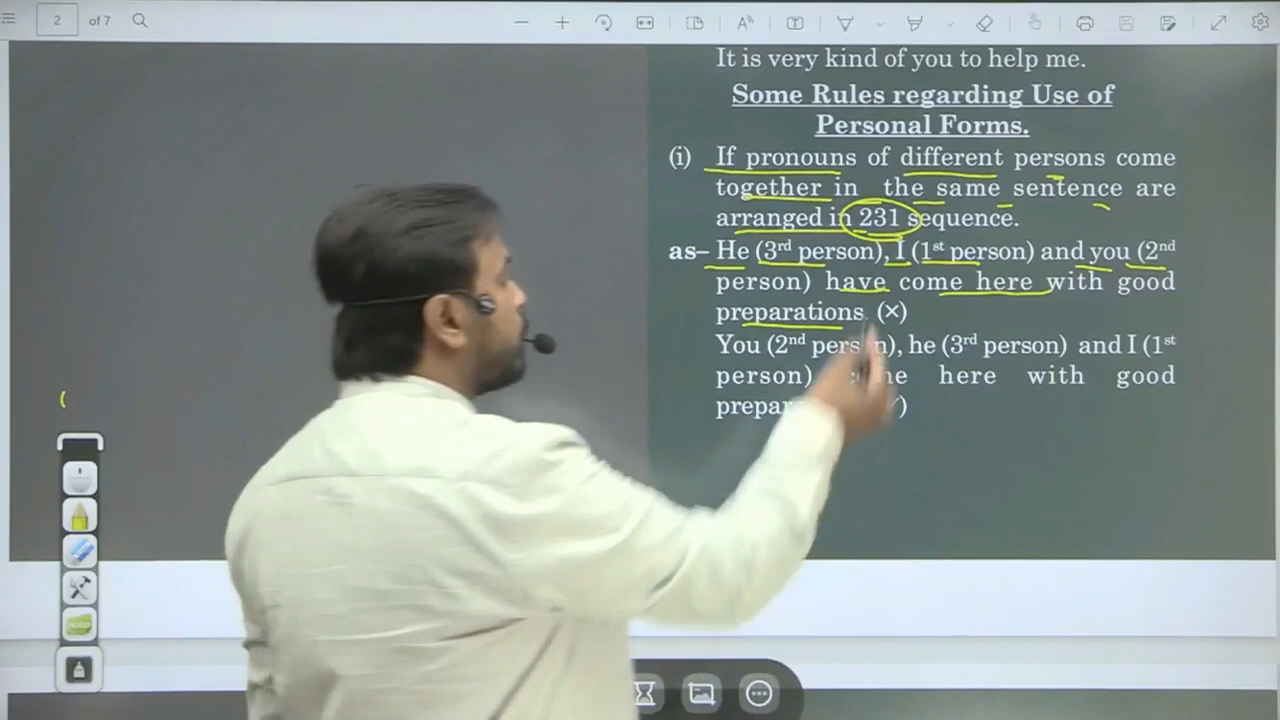 2 of 7
It is very kind of you to help me.
Some Rules regarding Use of
Personal Forms.
(i) If pronouns of different persons come
together in the same sentence are
arranged in 231 sequence.
as– He (3rd person), I (1st person) and you (2nd
person) have come here with good
preparations (×)
You (2nd person), he (3rd person) and I (1st
person) here with good